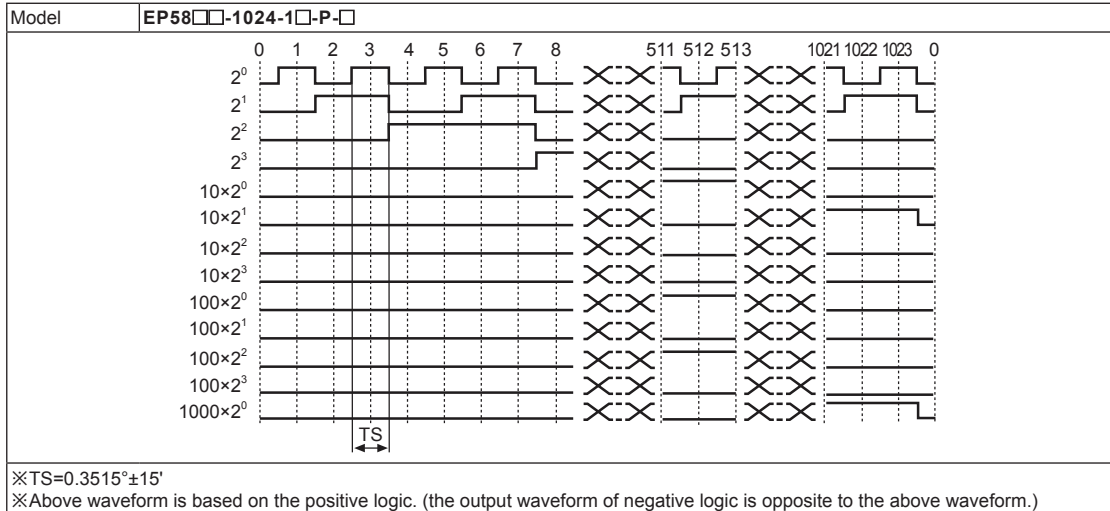 Model EP58□□-1024-1□-P-□
0 1 2 3 4 5 6 7 8 511 512 513 1021 1022 1023 0
2⁰
2¹
2²
2³
10×2⁰
10×2¹
10×2²
10×2³
100×2⁰
100×2¹
100×2²
100×2³
1000×2⁰
TS
※TS=0.3515°±15'
※Above waveform is based on the positive logic. (the output waveform of negative logic is opposite to the above waveform.)